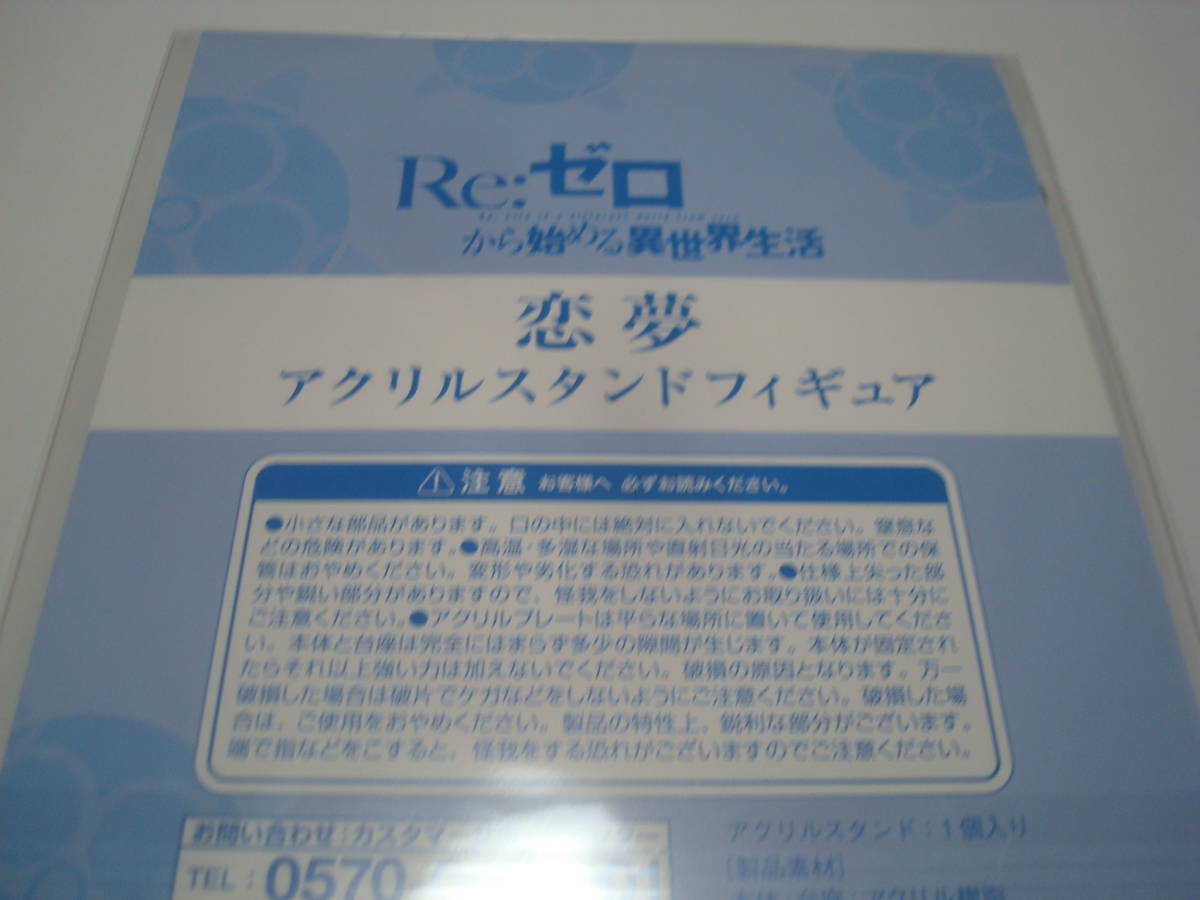 Re:ゼロ
Re: Life in a different world from zero
から始める異世界生活
恋夢
アクリルスタンドフィギュア
注意 お客様へ 必ずお読みください。
●小さな部品があります。口の中には絶対に入れないでください。窒息な
どの危険があります。●高温・多湿な場所や直射日光の当たる場所での保
管はおやめください。変形や劣化する恐れがあります。●仕様上尖った部
分や鋭い部分がありますので、怪我をしないようにお取り扱いには十分に
ご注意ください。●アクリルプレートは平らな場所に置いて使用してくださ
い。本体と台座は完全にはまらず多少の隙間が生じます。本体が固定され
たらそれ以上強い力は加えないでください。破損の原因となります。万一
破損した場合は破片でケガなどをしないようにご注意ください。破損した場
合は、ご使用をおやめください。製品の特性上、鋭利な部分がございます。
端で指などをこすると、怪我をする恐れがございますのでご注意ください。
お問い合わせ：カスタマー
TEL：0570
アクリルスタンド：1個入り
[製品素材]
本体・台座：アクリル樹脂